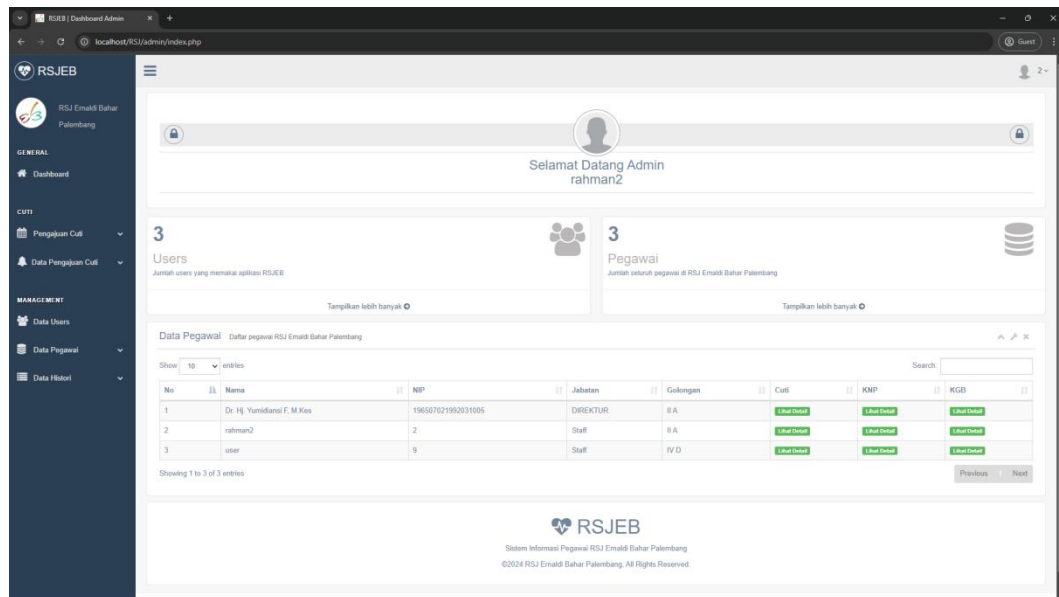 RSJEB | Dashboard Admin
localhost/RSJ/admin/index.php
Guest
RSJEB
2
RSJ Ernaldi Bahar
Palembang
GENERAL
Dashboard
CUTI
Pengajuan Cuti
Data Pengajuan Cuti
MANAGEMENT
Data Users
Data Pegawai
Data Histori
Selamat Datang Admin
rahman2
3
Users
Jumlah users yang memakai aplikasi RSJEB
Tampilkan lebih banyak
3
Pegawai
Jumlah seluruh pegawai di RSJ Ernaldi Bahar Palembang
Tampilkan lebih banyak
Data Pegawai Daftar pegawai RSJ Ernaldi Bahar Palembang
Show 10 entries Search:
No Nama NIP Jabatan Golongan Cuti KNP KGB
1 Dr. Hj. Yumidiansi F, M.Kes 196507021992031005 DIREKTUR II A Lihat Detail Lihat Detail Lihat Detail
2 rahman2 2 Staff II A Lihat Detail Lihat Detail Lihat Detail
3 user 9 Staff IV D Lihat Detail Lihat Detail Lihat Detail
Showing 1 to 3 of 3 entries Previous 1 Next
RSJEB
Sistem Informasi Pegawai RSJ Ernaldi Bahar Palembang
©2024 RSJ Ernaldi Bahar Palembang, All Rights Reserved.